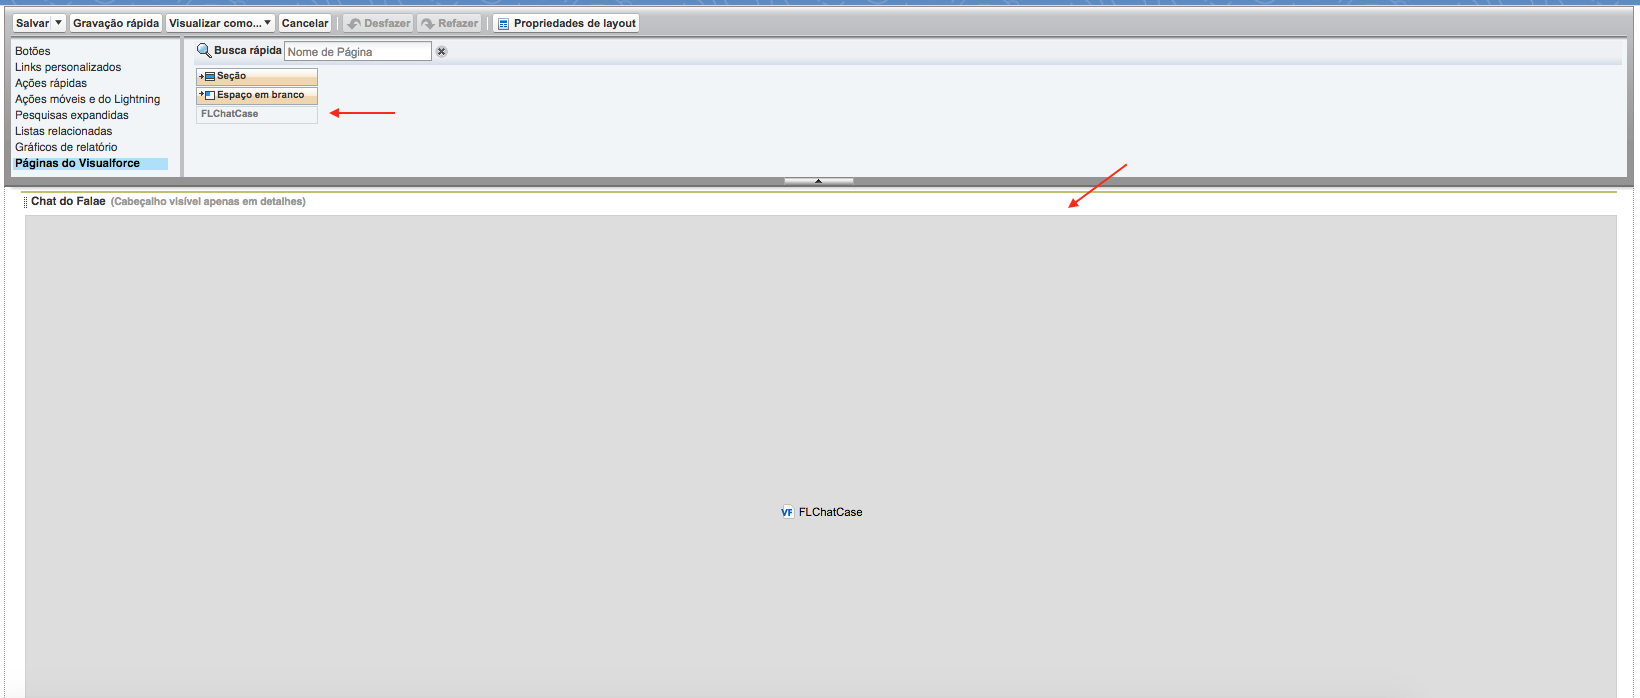 Salvar Gravação rápida Visualizar como... Cancelar Desfazer Refazer Propriedades de layout
Botões
Links personalizados
Ações rápidas
Ações móveis e do Lightning
Pesquisas expandidas
Listas relacionadas
Gráficos de relatório
Páginas do Visualforce
Busca rápida Nome de Página
Seção
Espaço em branco
FLChatCase
Chat do Falae (Cabeçalho visível apenas em detalhes)
VF FLChatCase